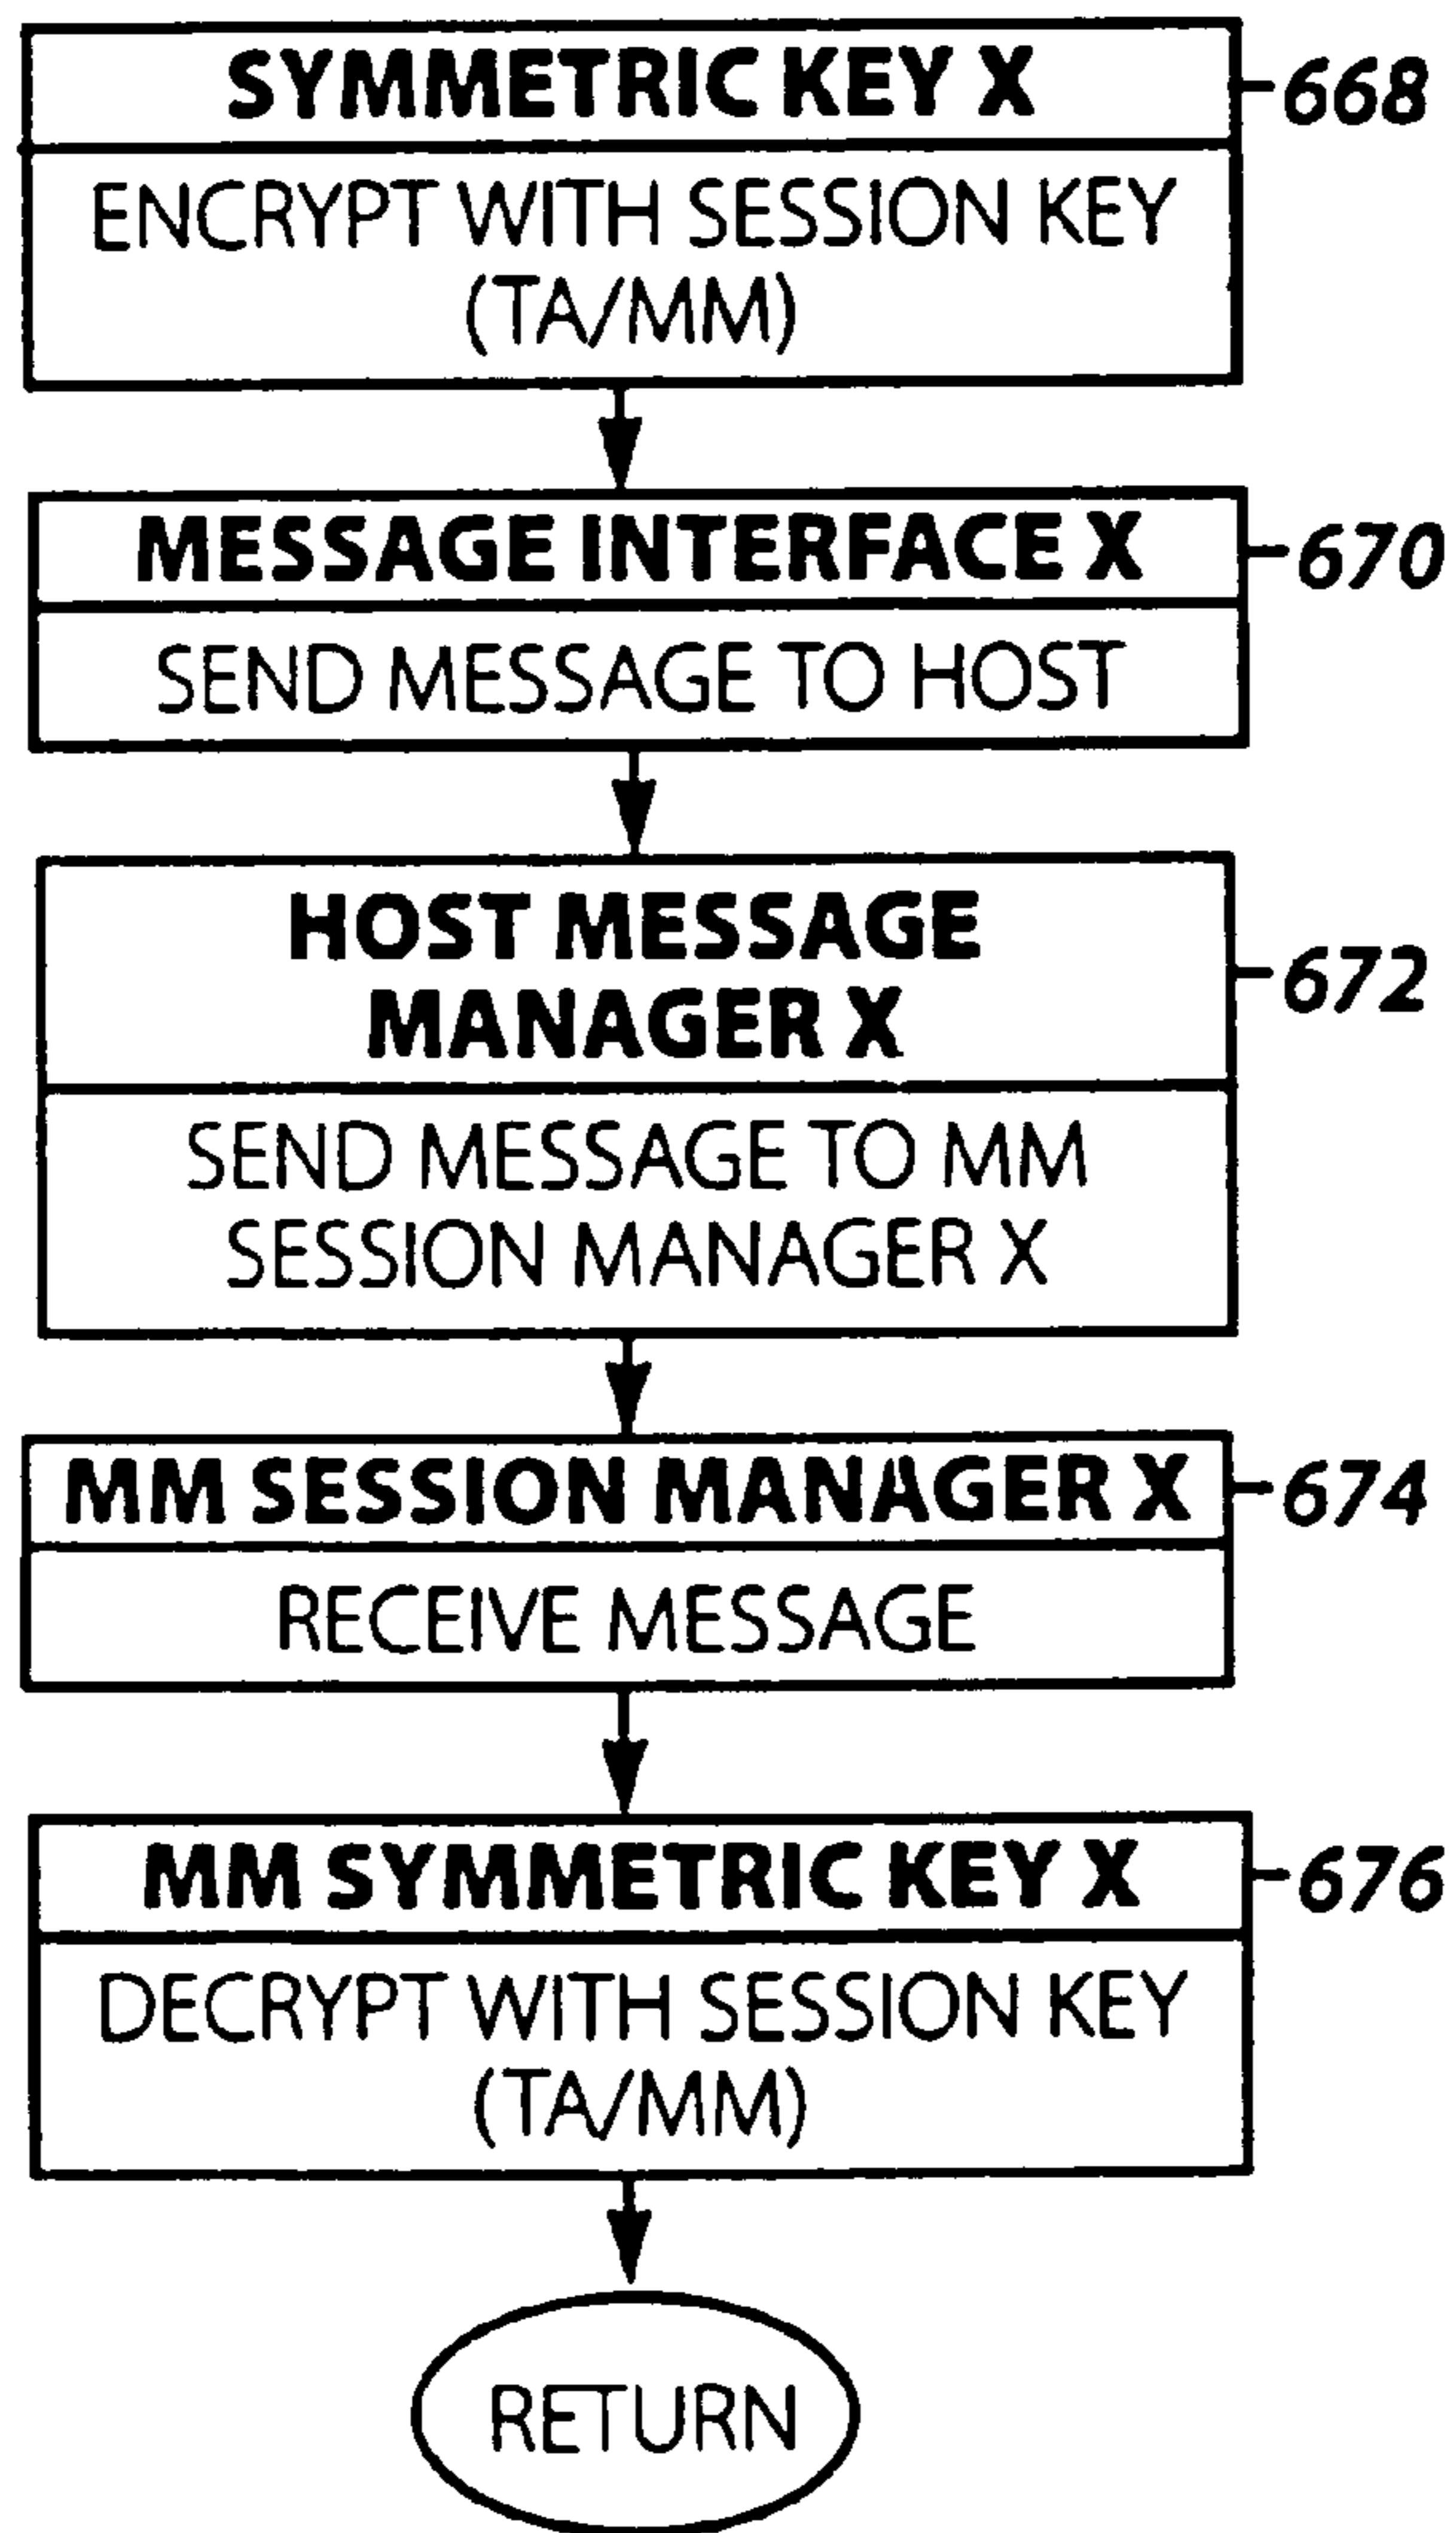 SYMMETRIC KEY X
668
ENCRYPT WITH SESSION KEY
(TA/MM)
MESSAGE INTERFACE X
670
SEND MESSAGE TO HOST
HOST MESSAGE
MANAGER X
672
SEND MESSAGE TO MM
SESSION MANAGER X
MM SESSION MANAGER X
674
RECEIVE MESSAGE
MM SYMMETRIC KEY X
676
DECRYPT WITH SESSION KEY
(TA/MM)
RETURN